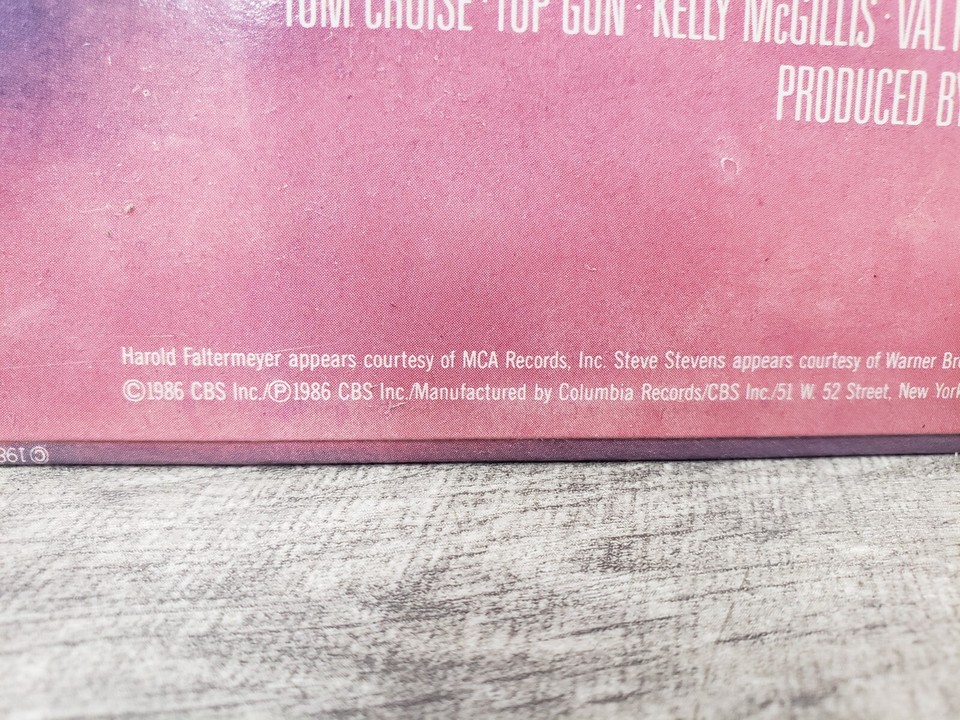 TOM CRUISE · TOP GUN · KELLY McGILLIS · VAL
PRODUCED BY
Harold Faltermeyer appears courtesy of MCA Records, Inc. Steve Stevens appears courtesy of Warner
©1986 CBS Inc./℗1986 CBS Inc./Manufactured by Columbia Records/CBS Inc./51 W. 52 Street, New York
©198